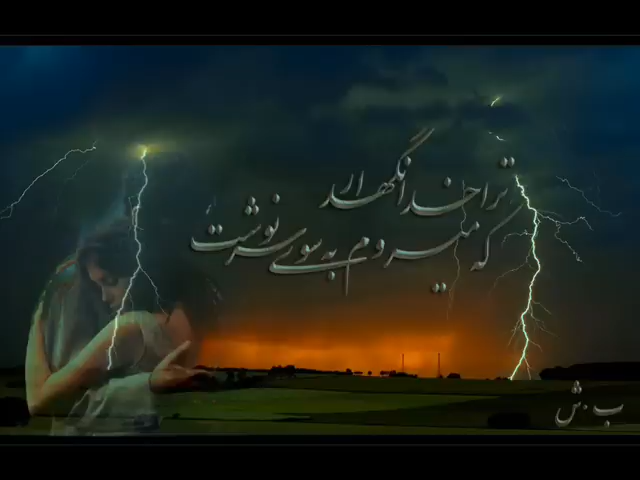 ترا خدا نگهدار
که میروم به سوی سرنوشت
ب . ش